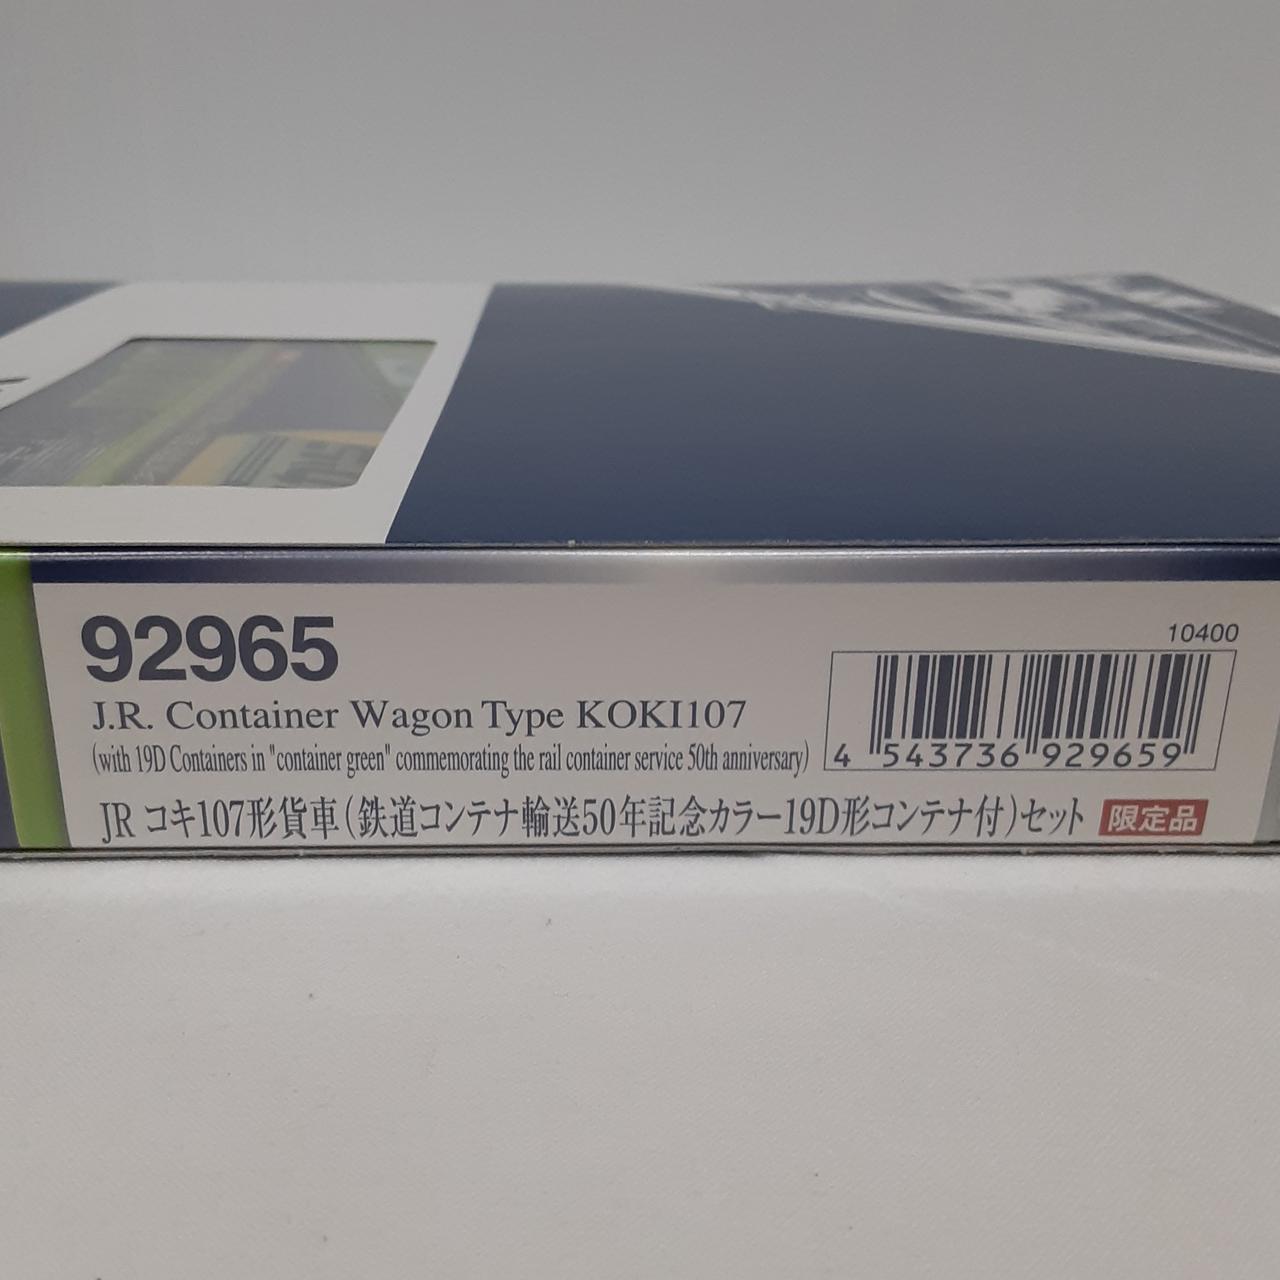 92965
10400
J.R. Container Wagon Type KOKI107
(with 19D Containers in "container green" commemorating the rail container service 50th anniversary)
4 543736 929659
JR コキ107形貨車(鉄道コンテナ輸送50年記念カラー19D形コンテナ付)セット 限定品